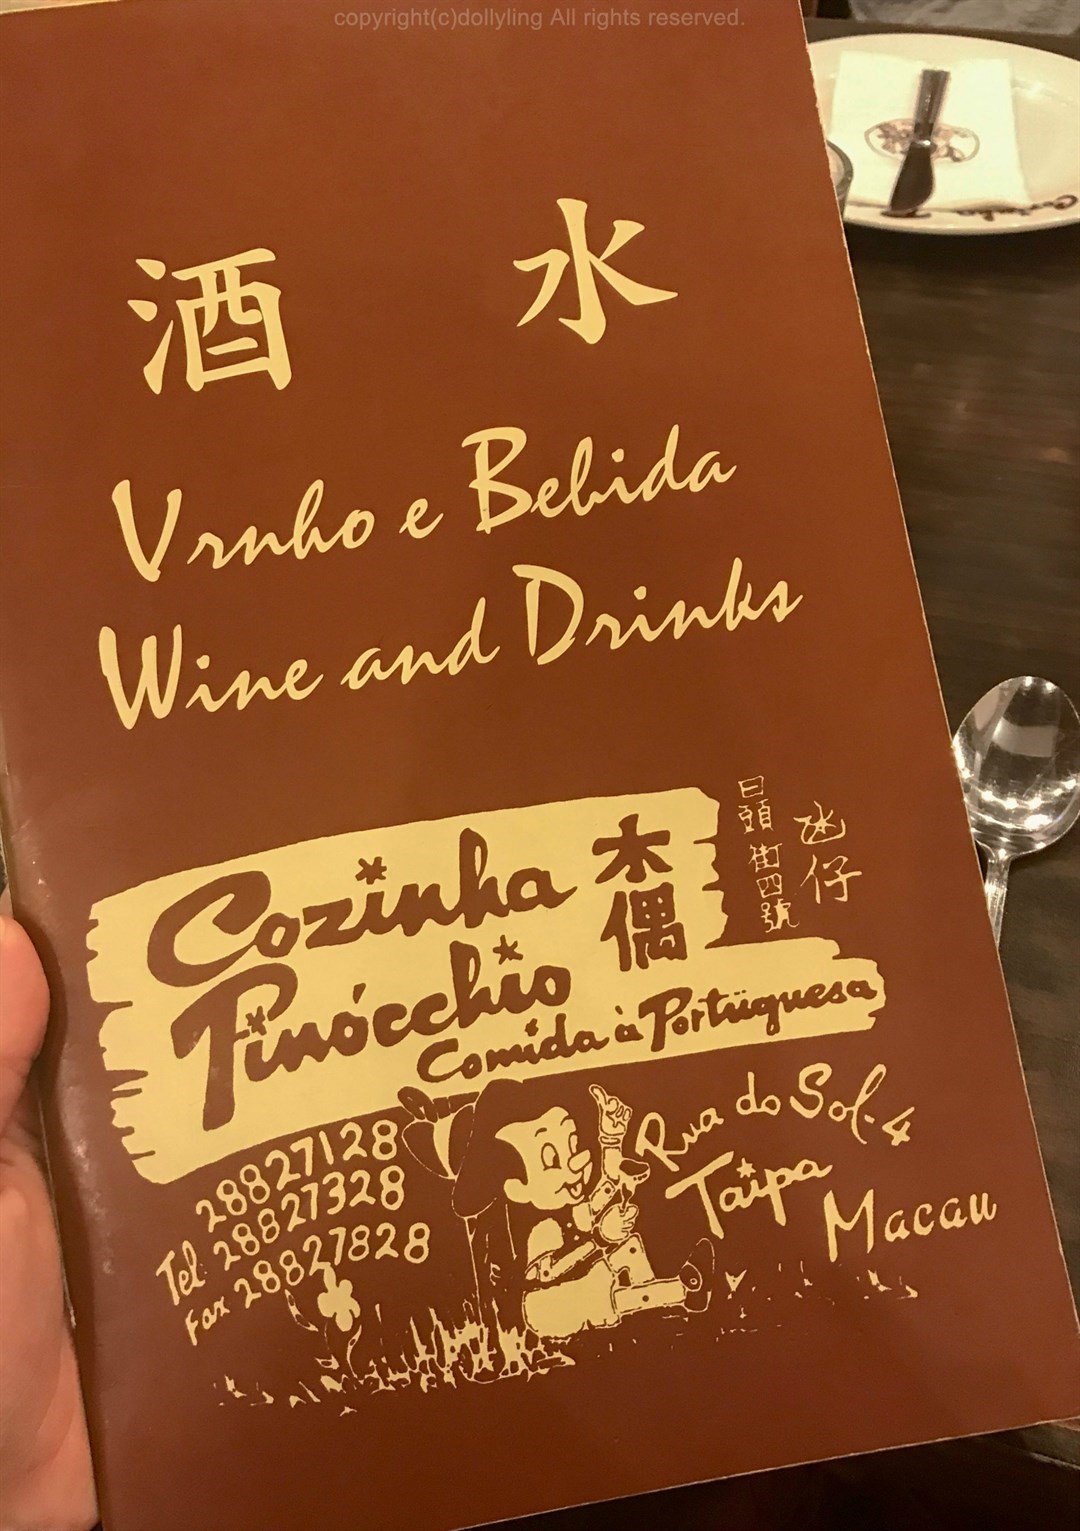 copyright(c)dollyling All rights reserved.
酒 水
Vrnho e Bebida
Wine and Drinks
Cozinha
Pinócchio
木偶
Comida à Portüguesa
氹仔
日頭街四號
28827128
Tel 28827328
Fax 28827828
Rua do Sol-4
Taipa
Macau